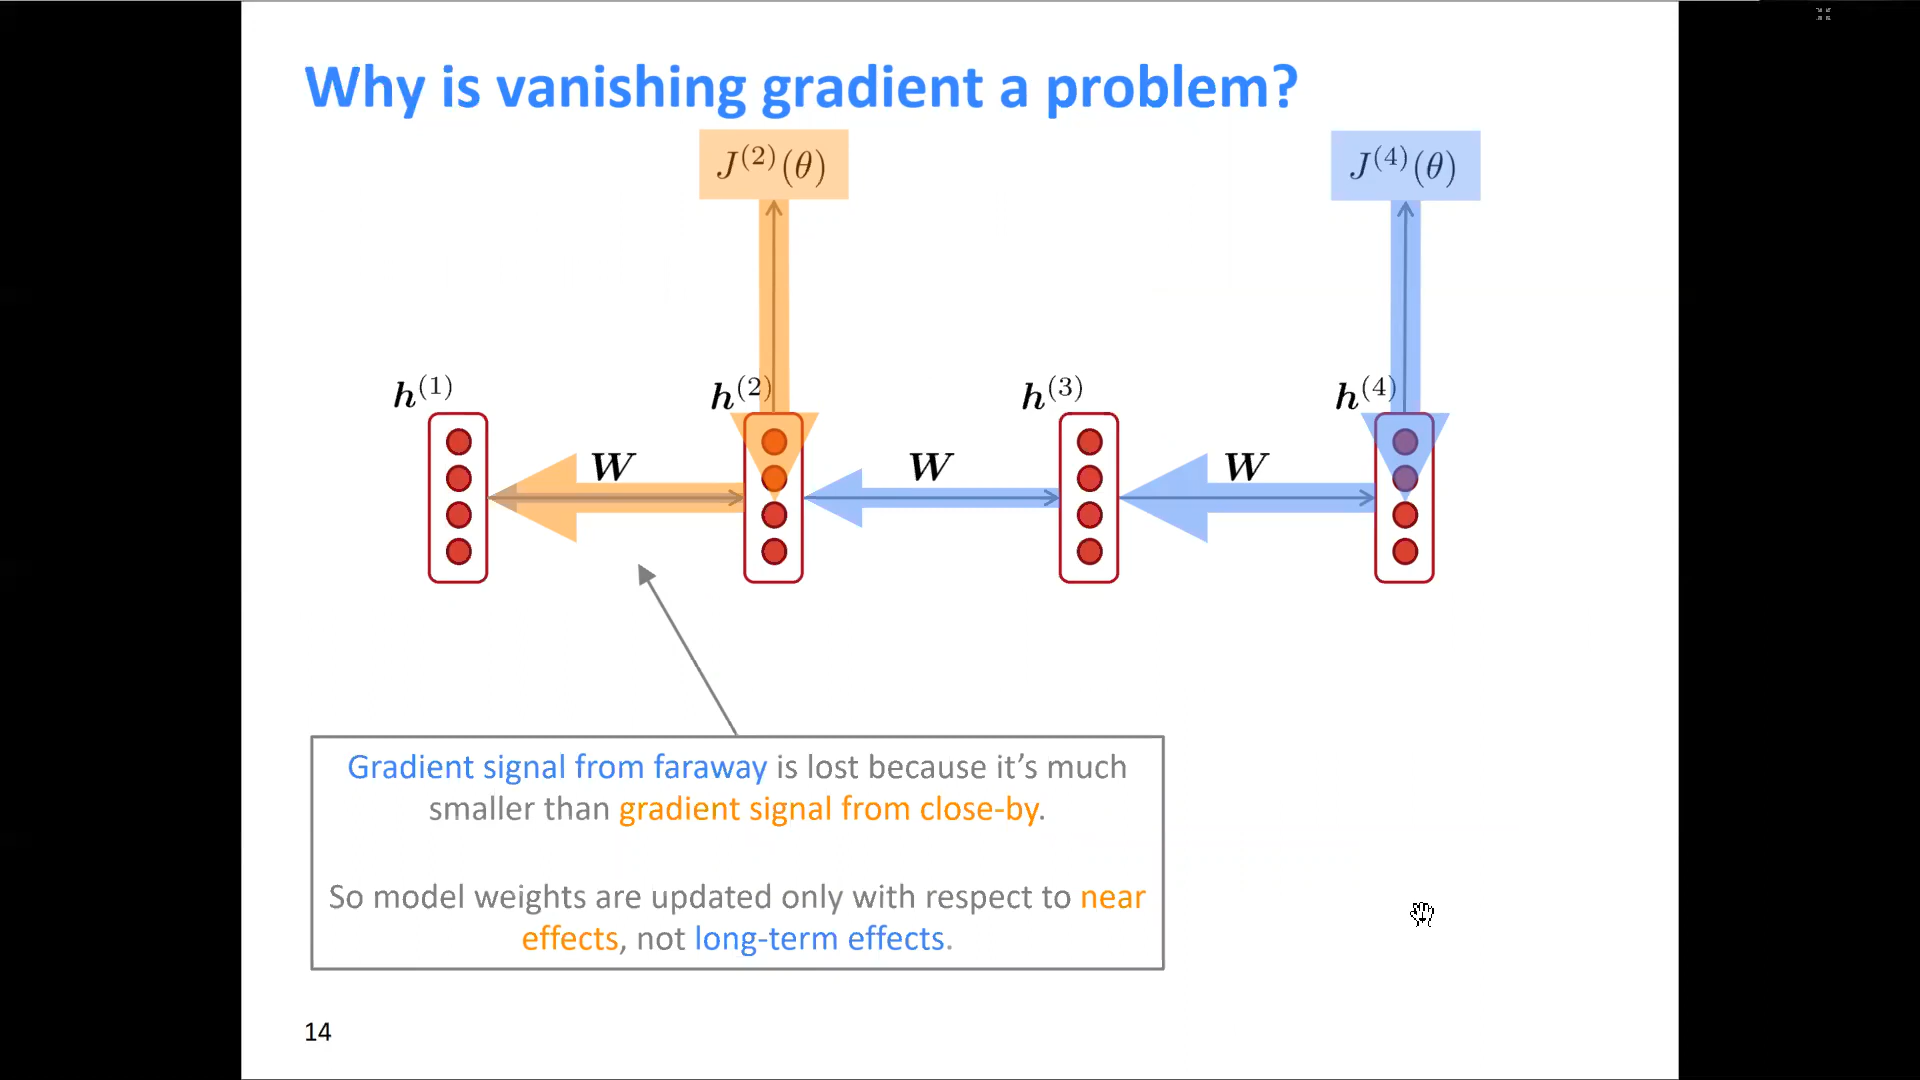 Why is vanishing gradient a problem?
J⁽²⁾(θ)
J⁽⁴⁾(θ)
h⁽¹⁾
h⁽²⁾
h⁽³⁾
h⁽⁴⁾
W
W
W
Gradient signal from faraway is lost because it’s much
smaller than gradient signal from close-by.
So model weights are updated only with respect to near
effects, not long-term effects.
14